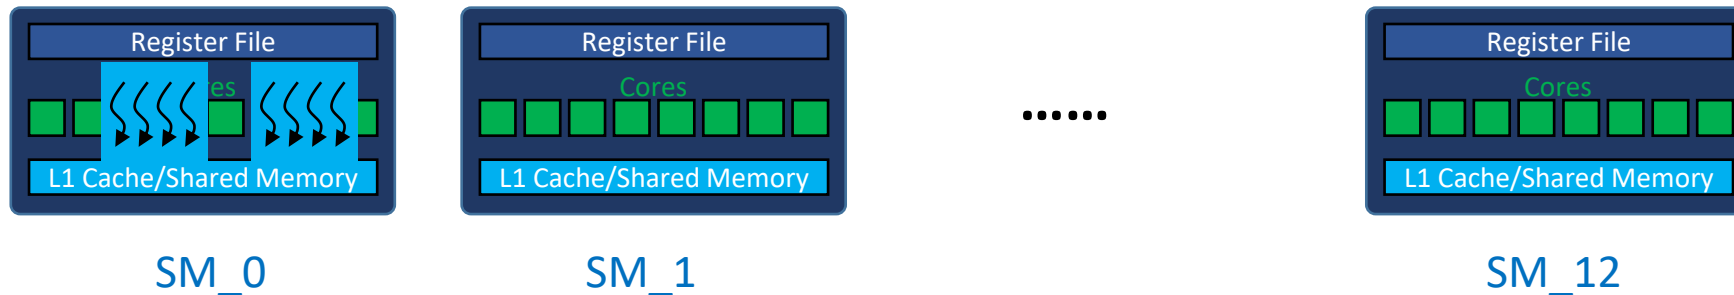 Register File
res
L1 Cache/Shared Memory
SM_0
Register File
Cores
L1 Cache/Shared Memory
SM_1
......
Register File
Cores
L1 Cache/Shared Memory
SM_12